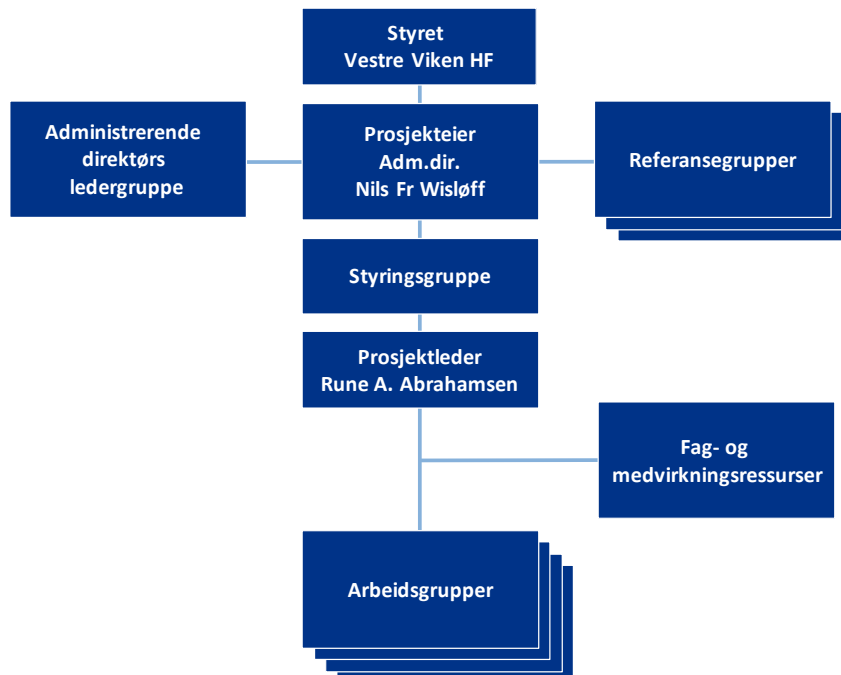 Styret
Vestre Viken HF
Administrerende
direktørs
ledergruppe
Prosjekteier
Adm.dir.
Nils Fr Wisløff
Referansegrupper
Styringsgruppe
Prosjektleder
Rune A. Abrahamsen
Fag- og
medvirkningsressurser
Arbeidsgrupper